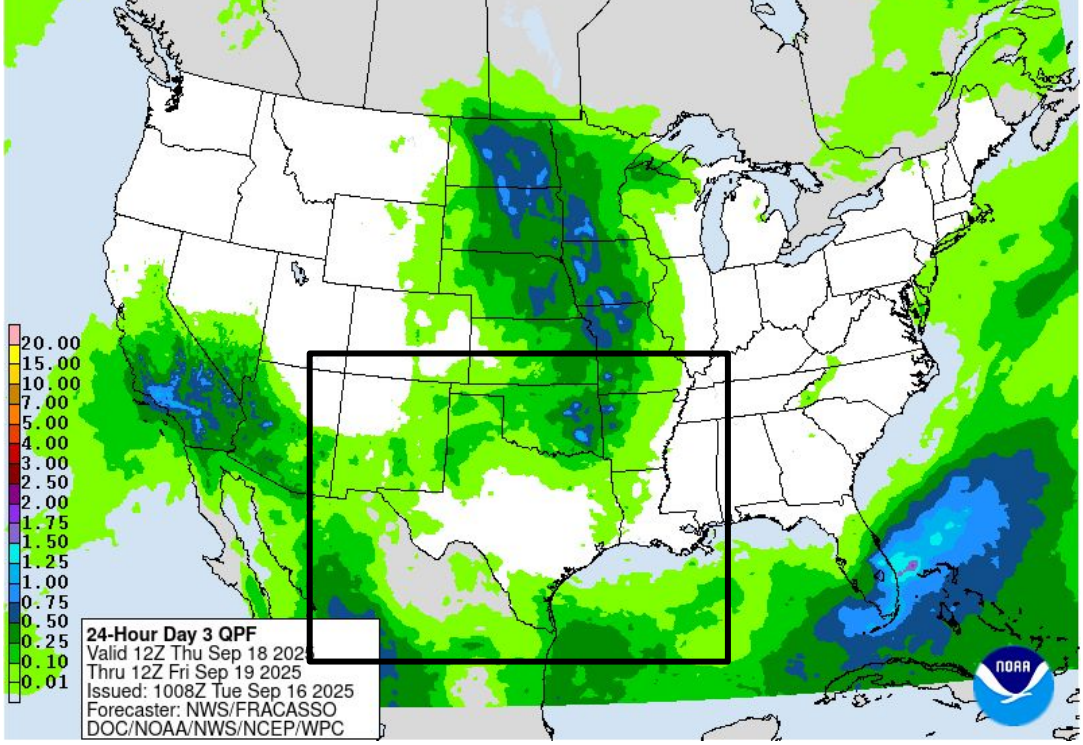 20.00
15.00
10.00
7.00
5.00
4.00
3.00
2.50
2.00
1.75
1.50
1.25
1.00
0.75
0.50
0.25
0.10
0.01
24-Hour Day 3 QPF
Valid 12Z Thu Sep 18 2025
Thru 12Z Fri Sep 19 2025
Issued: 1008Z Tue Sep 16 2025
Forecaster: NWS/FRACASSO
DOC/NOAA/NWS/NCEP/WPC
NOAA